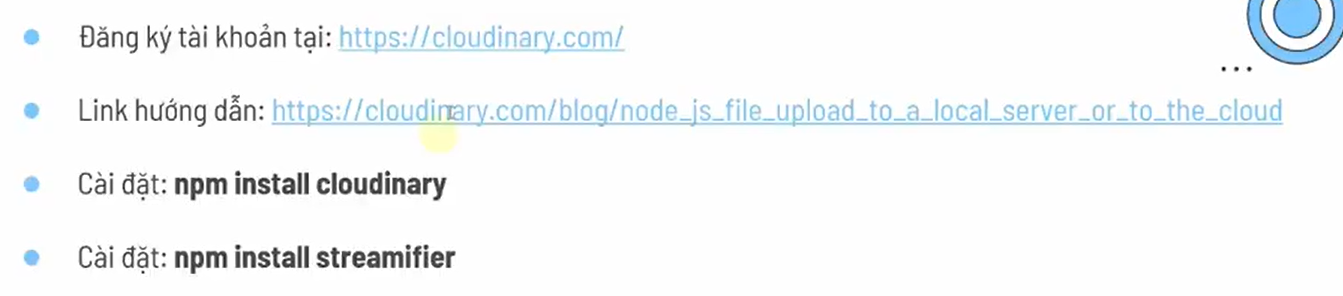 Đăng ký tài khoản tại: https://cloudinary.com/
...
Link hướng dẫn: https://cloudinary.com/blog/node_js_file_upload_to_a_local_server_or_to_the_cloud
Cài đặt: npm install cloudinary
Cài đặt: npm install streamifier